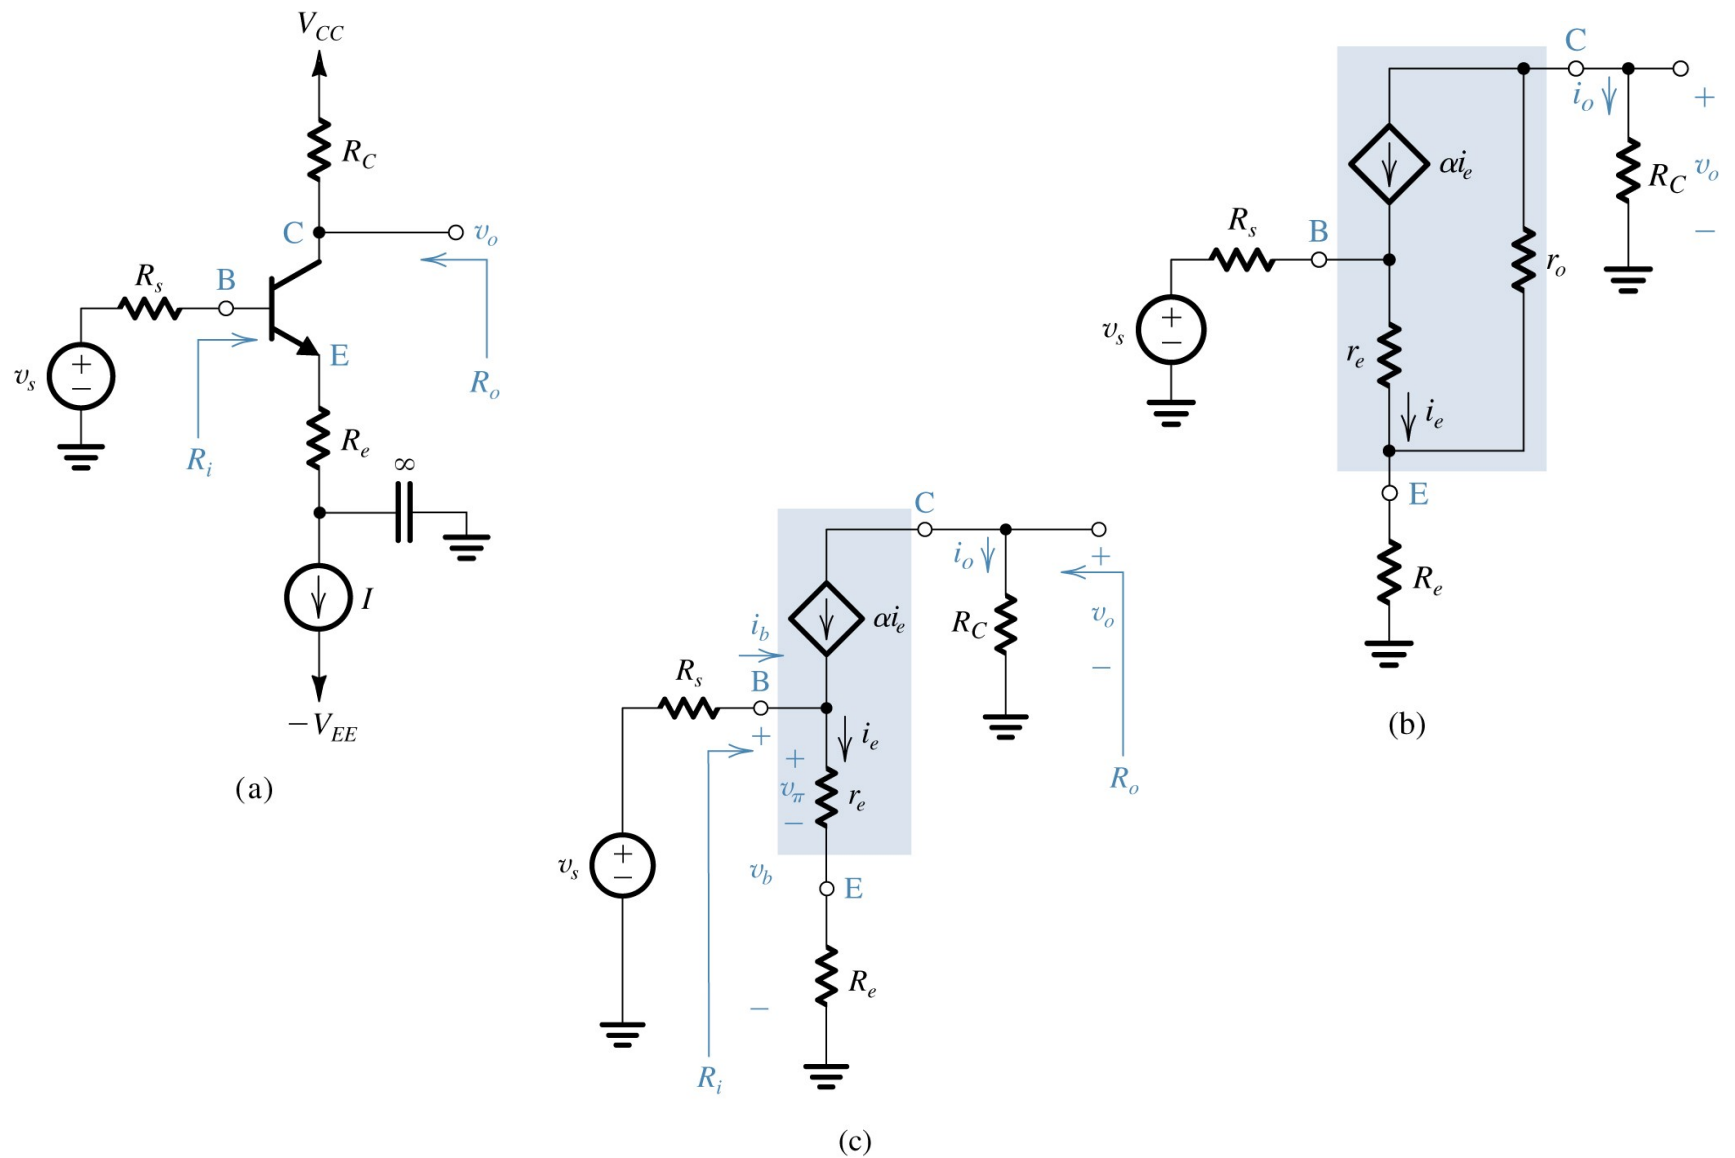 V_CC
R_C
C
v_o
R_s
B
E
v_s
+
−
R_i
R_o
R_e
∞
I
−V_EE
(a)
C
i_o
+
αi_e
R_C
v_o
−
R_s
B
r_o
v_s
+
−
r_e
i_e
E
R_e
(b)
C
i_o
+
αi_e
R_C
v_o
−
i_b
R_s
B
+
i_e
+
v_π
−
r_e
R_o
v_s
+
−
v_b
E
R_e
−
R_i
(c)